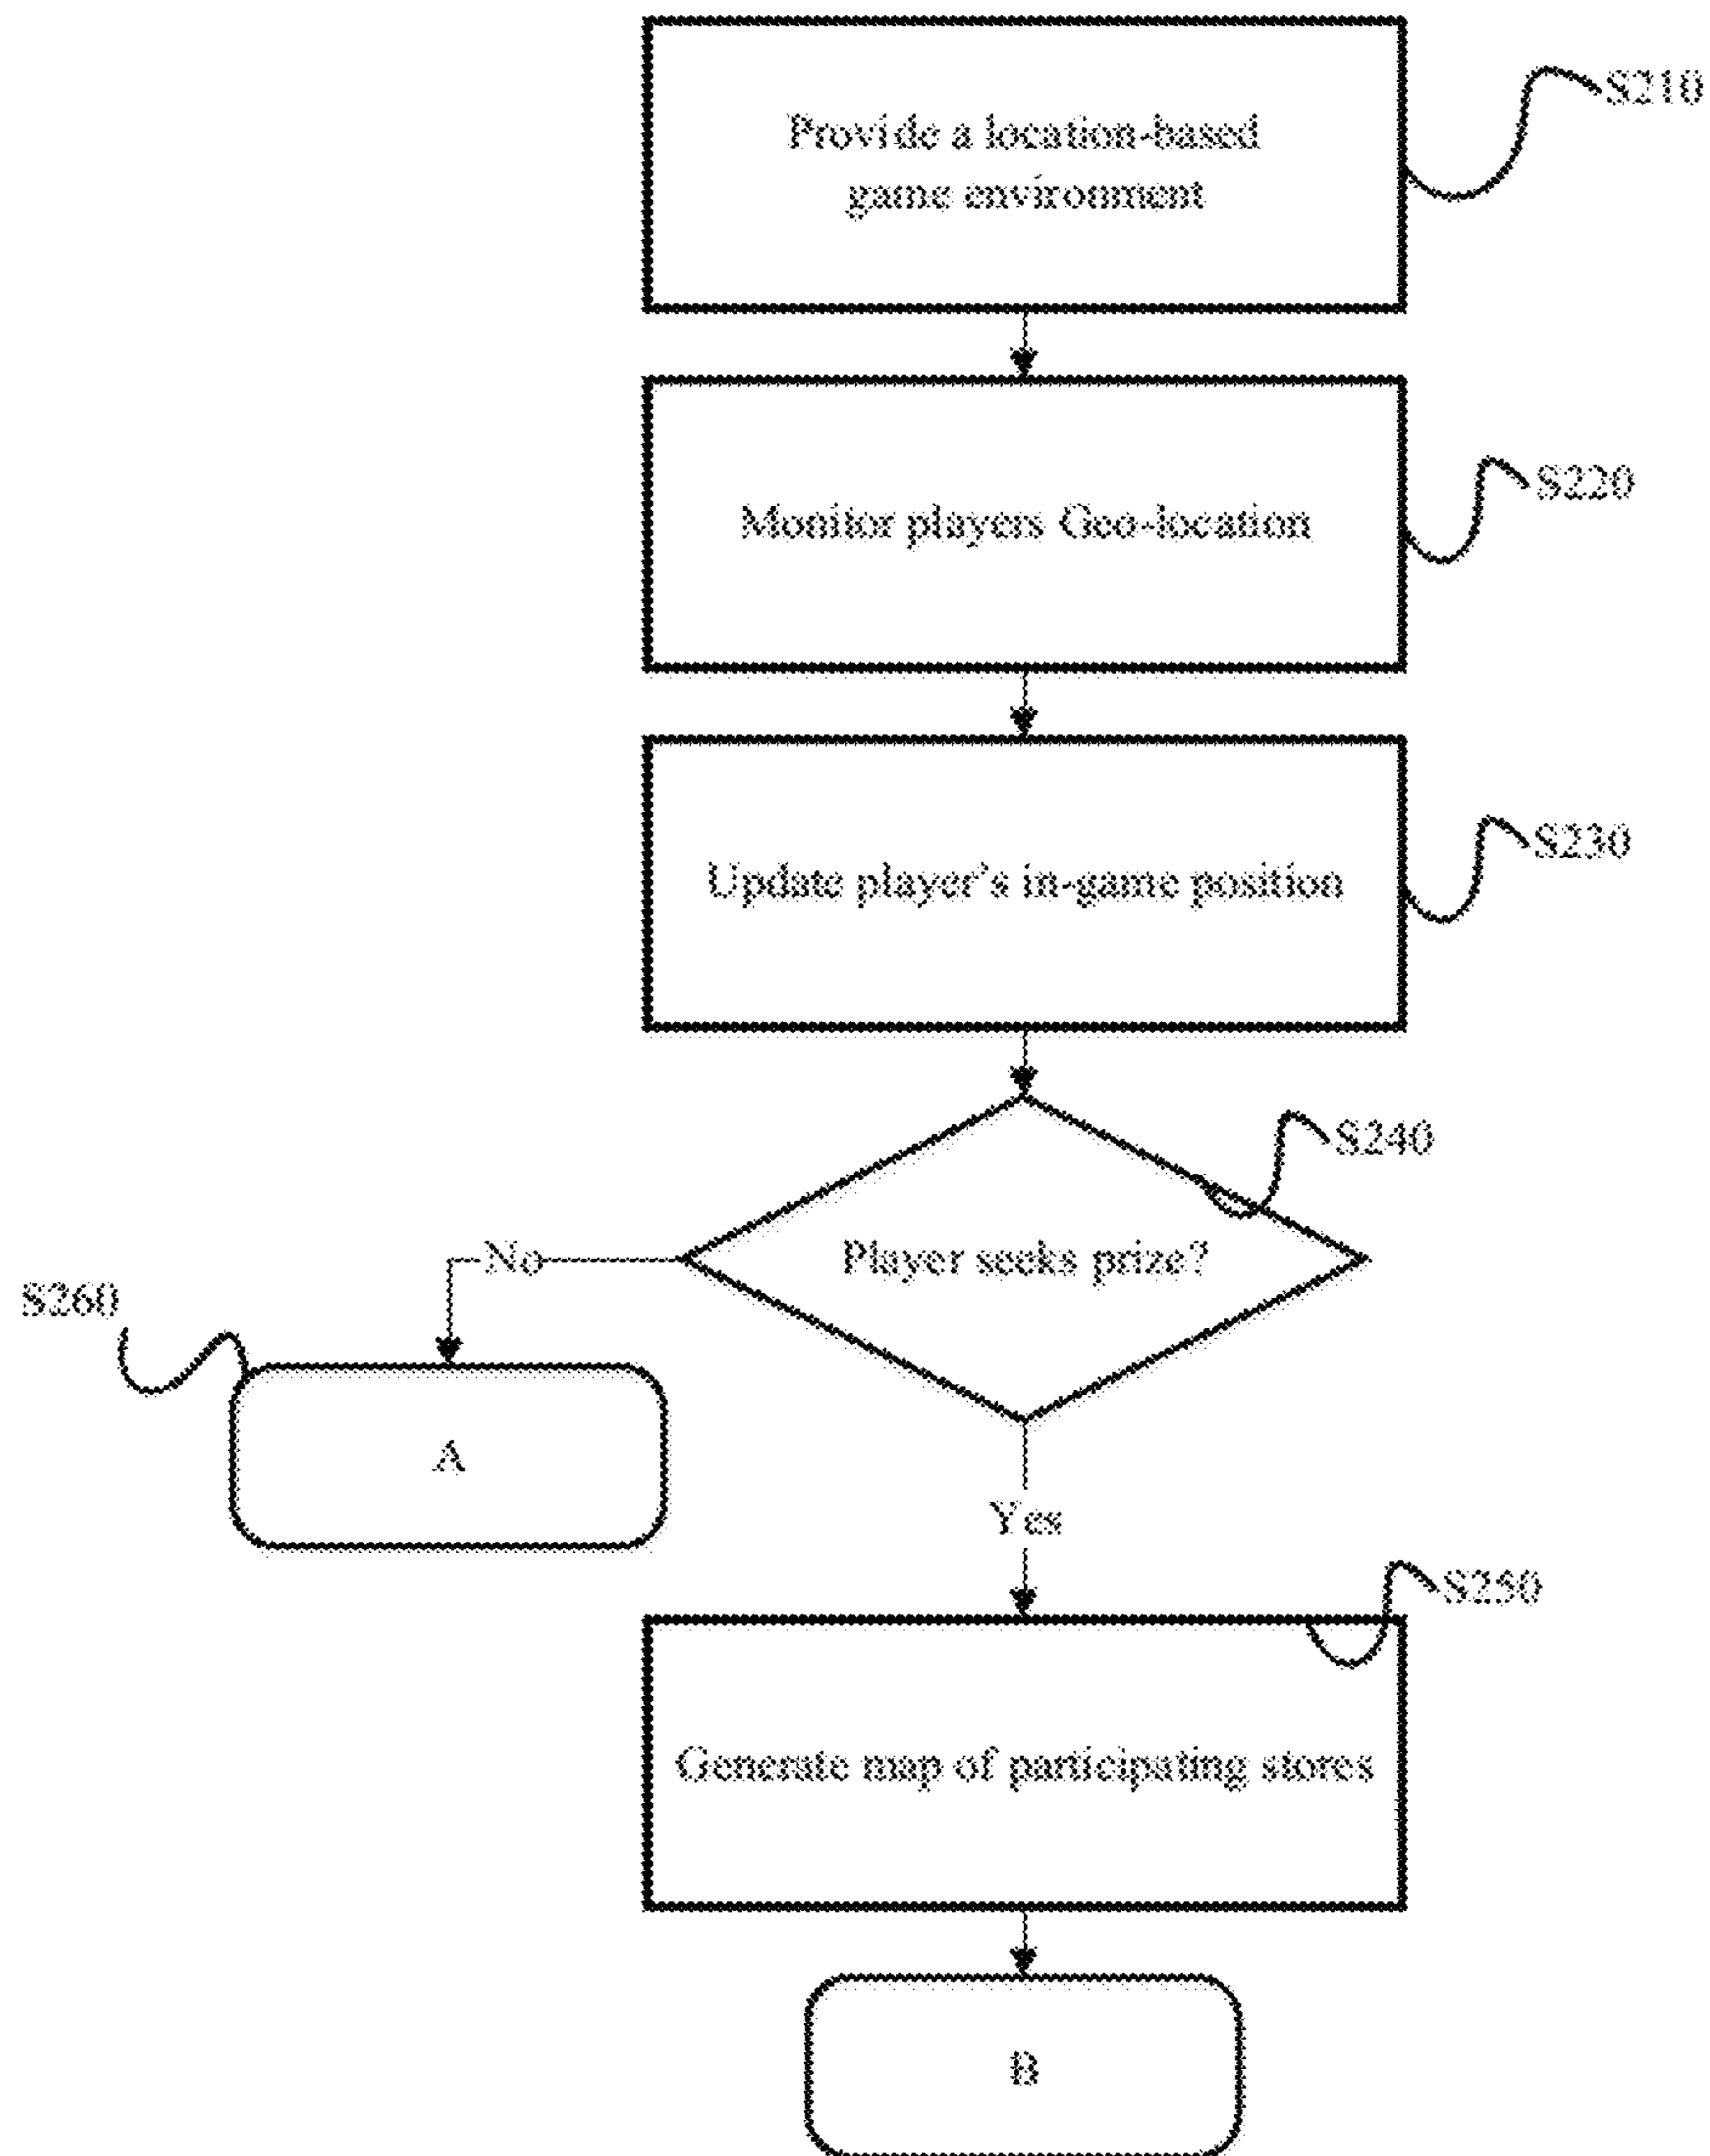 Provide a location-based
game environment
S210
Monitor players Geo-location
S220
Update player's in-game position
S230
S240
Player seeks prize?
No
S260
A
Yes
S250
Generate map of participating stores
B